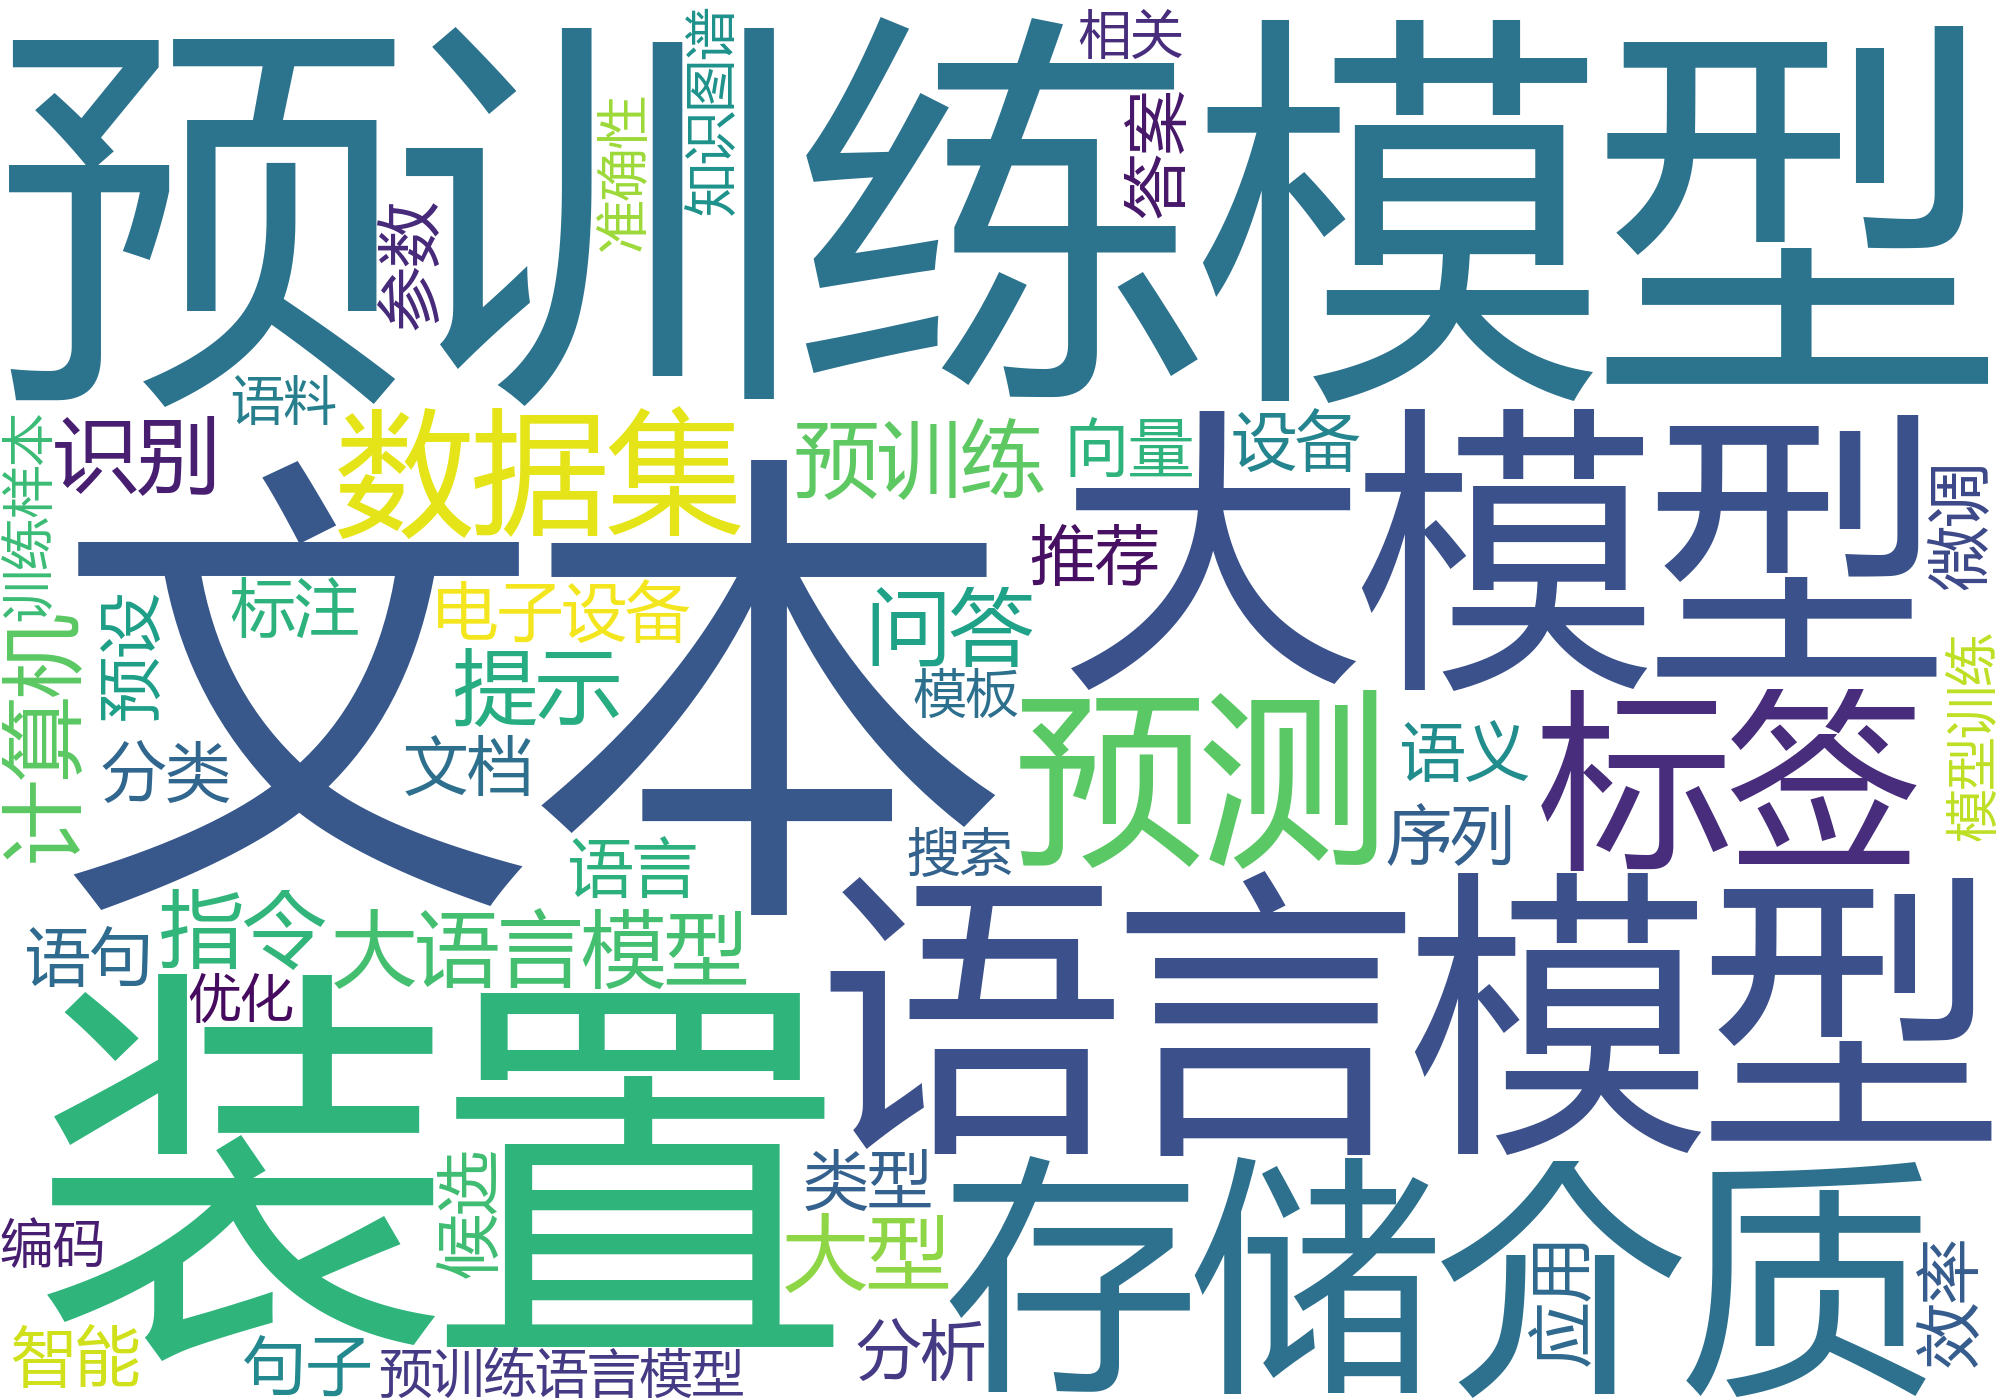 预训练模型
相关
知识图谱
准确性
答案
参数
语料
识别
数据集
预训练
向量
设备
大模型
微调
训练样本
文本
推荐
标注
电子设备
问答
预设
计算机
提示
模板
预测
标签
语义
模型训练
分类
文档
序列
搜索
语言
语言模型
指令
大语言模型
语句
优化
装置
候选
类型
存储介质
编码
大型
应用
效率
智能
句子
预训练语言模型
分析